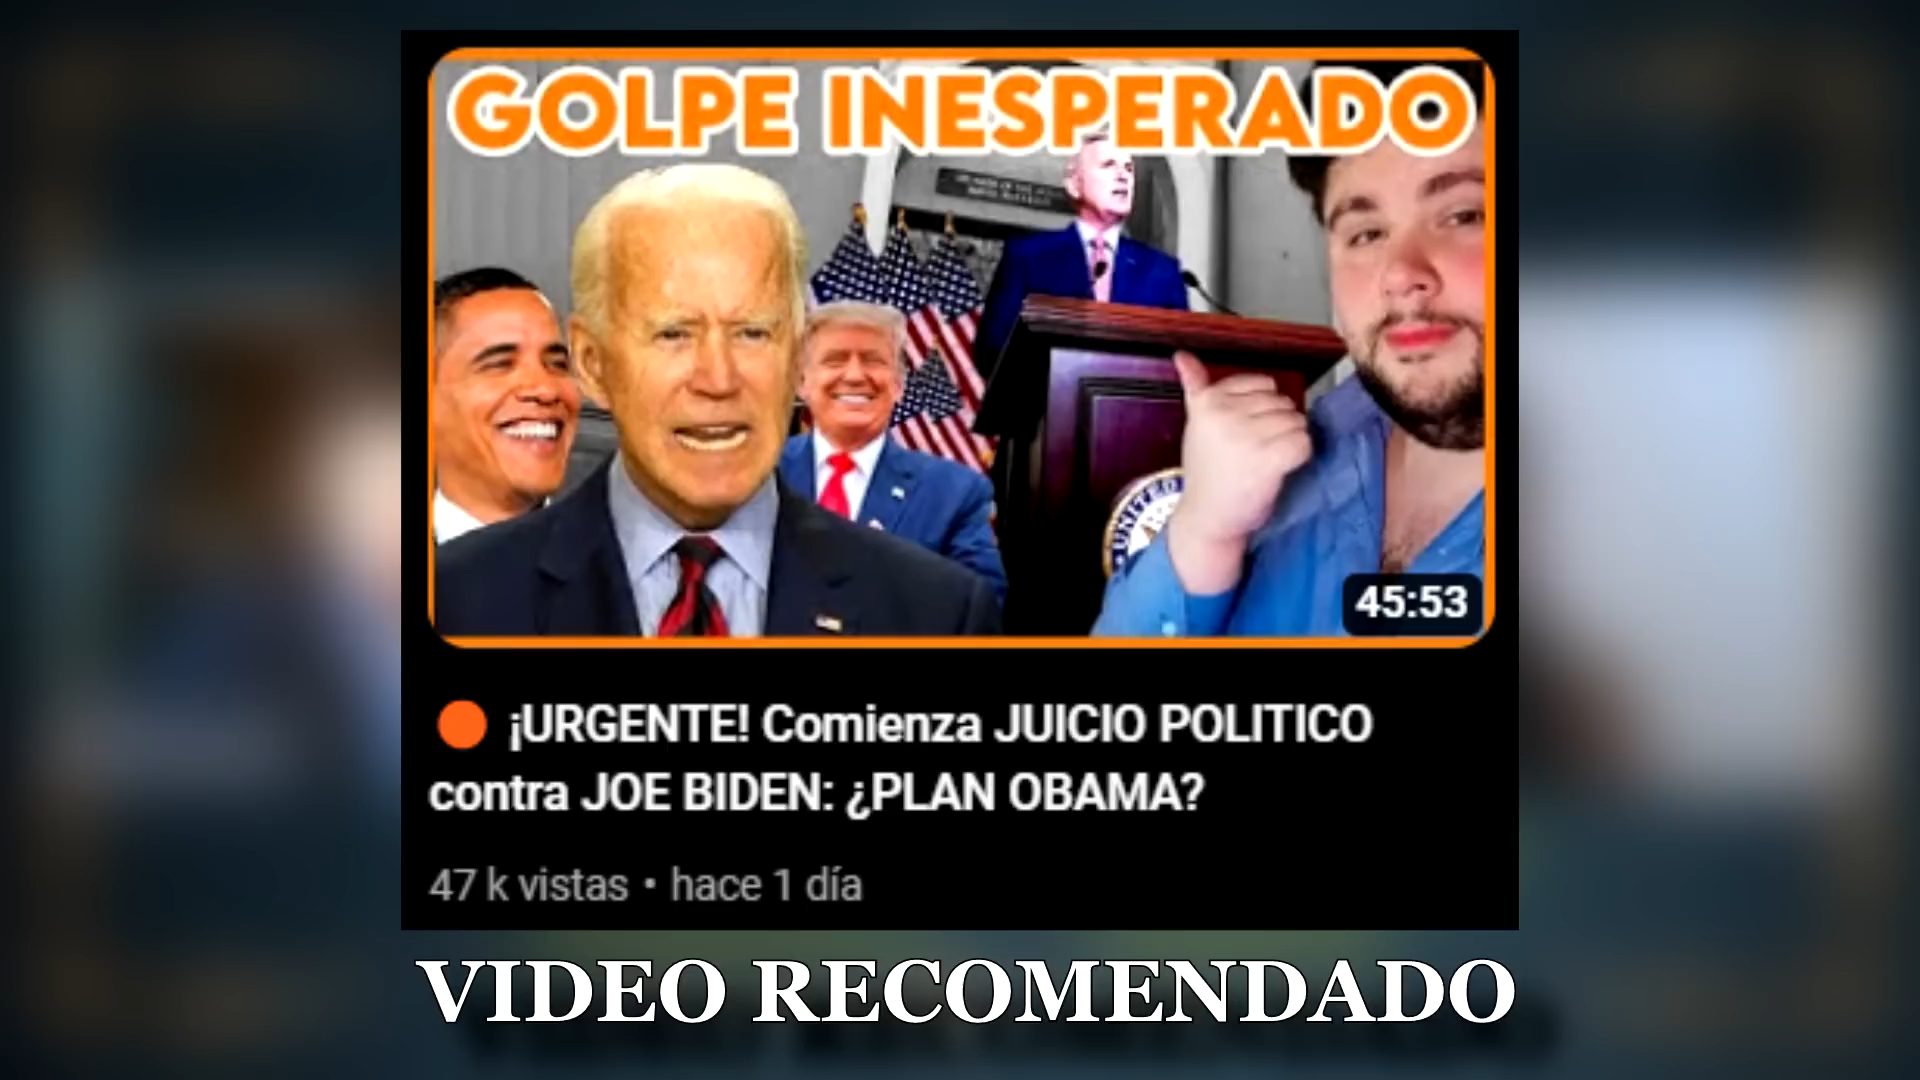 GOLPE INESPERADO
UNITED
45:53
¡URGENTE! Comienza JUICIO POLITICO
contra JOE BIDEN: ¿PLAN OBAMA?
47 k vistas • hace 1 día
VIDEO RECOMENDADO